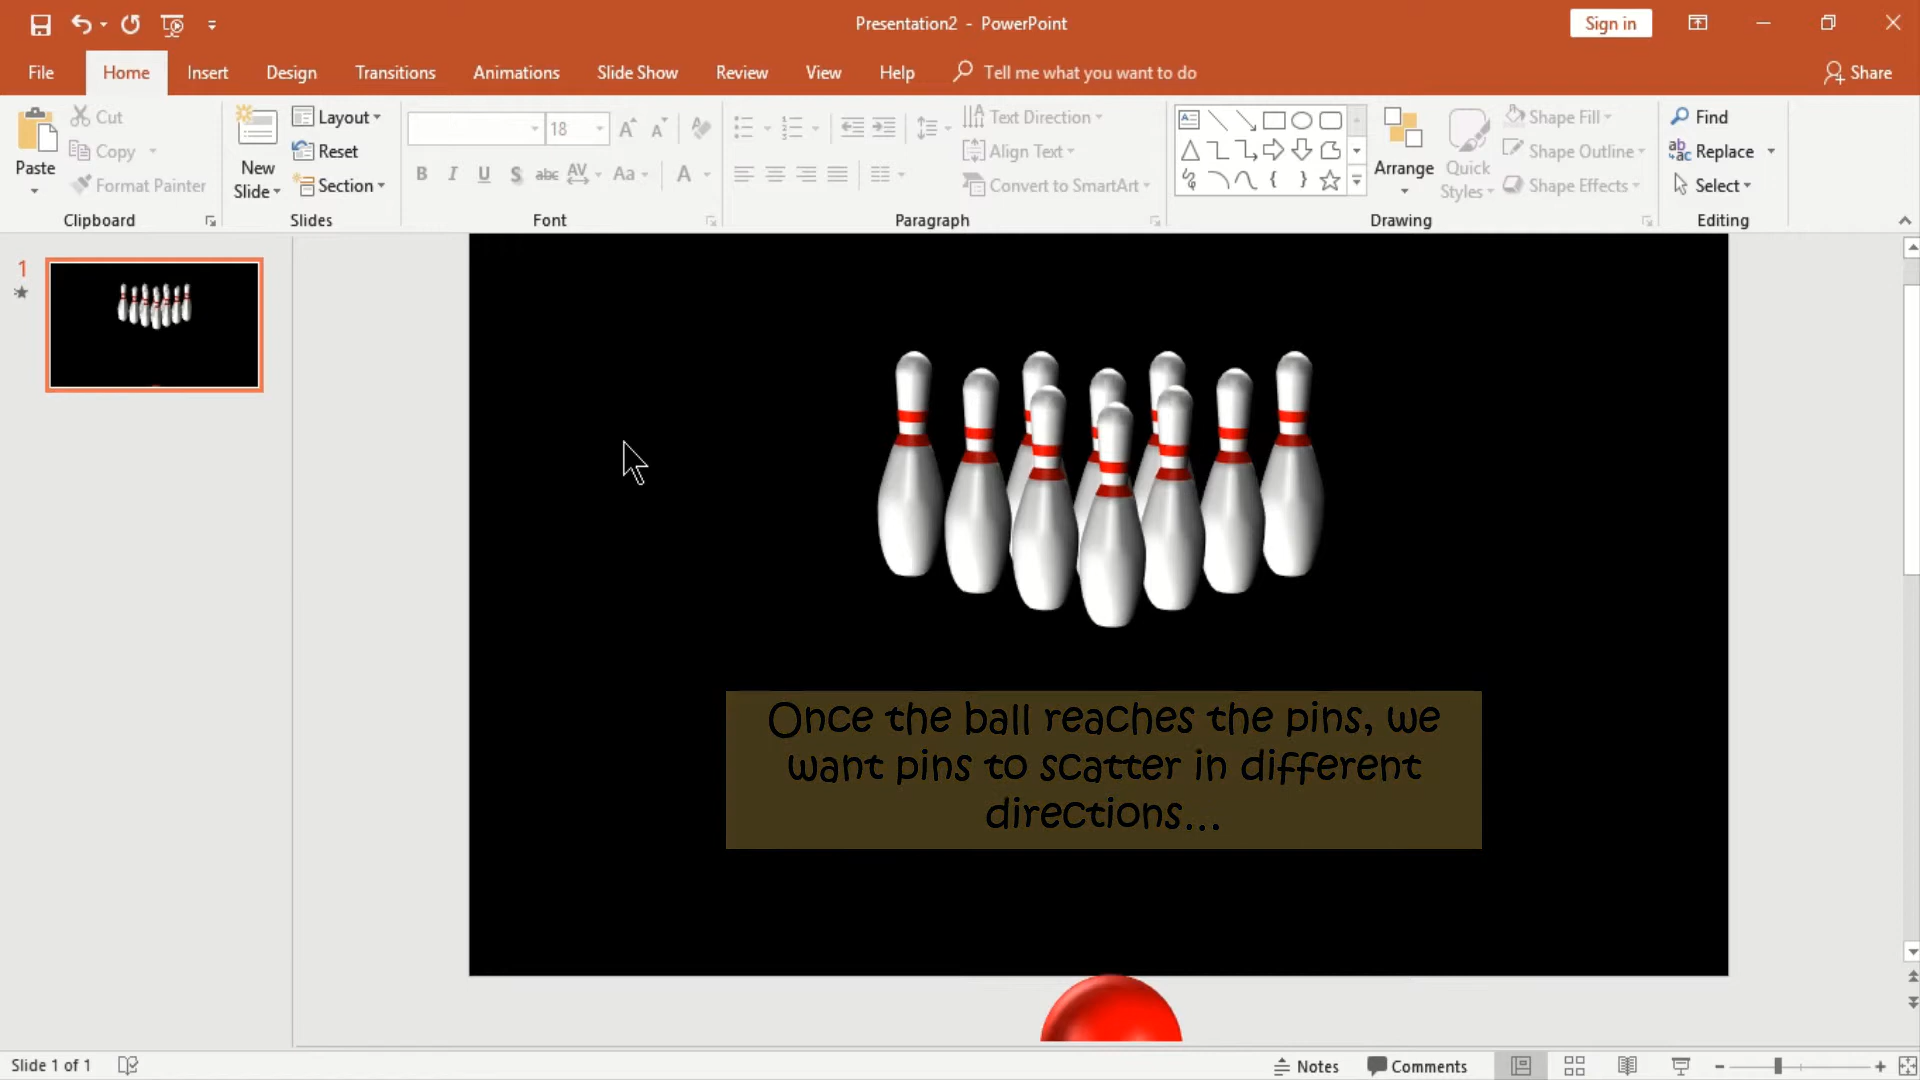 Presentation2 - PowerPoint
Sign in
File Home Insert Design Transitions Animations Slide Show Review View Help Tell me what you want to do Share
Paste
Cut
Copy
Format Painter
Clipboard
New
Slide
Layout
Reset
Section
Slides
18
B I U S abc AV Aa A
Font
Text Direction
Align Text
Convert to SmartArt
Paragraph
Arrange
Quick
Styles
Shape Fill
Shape Outline
Shape Effects
Drawing
Find
Replace
Select
Editing
1
Once the ball reaches the pins, we
want pins to scatter in different
directions...
Slide 1 of 1
Notes Comments